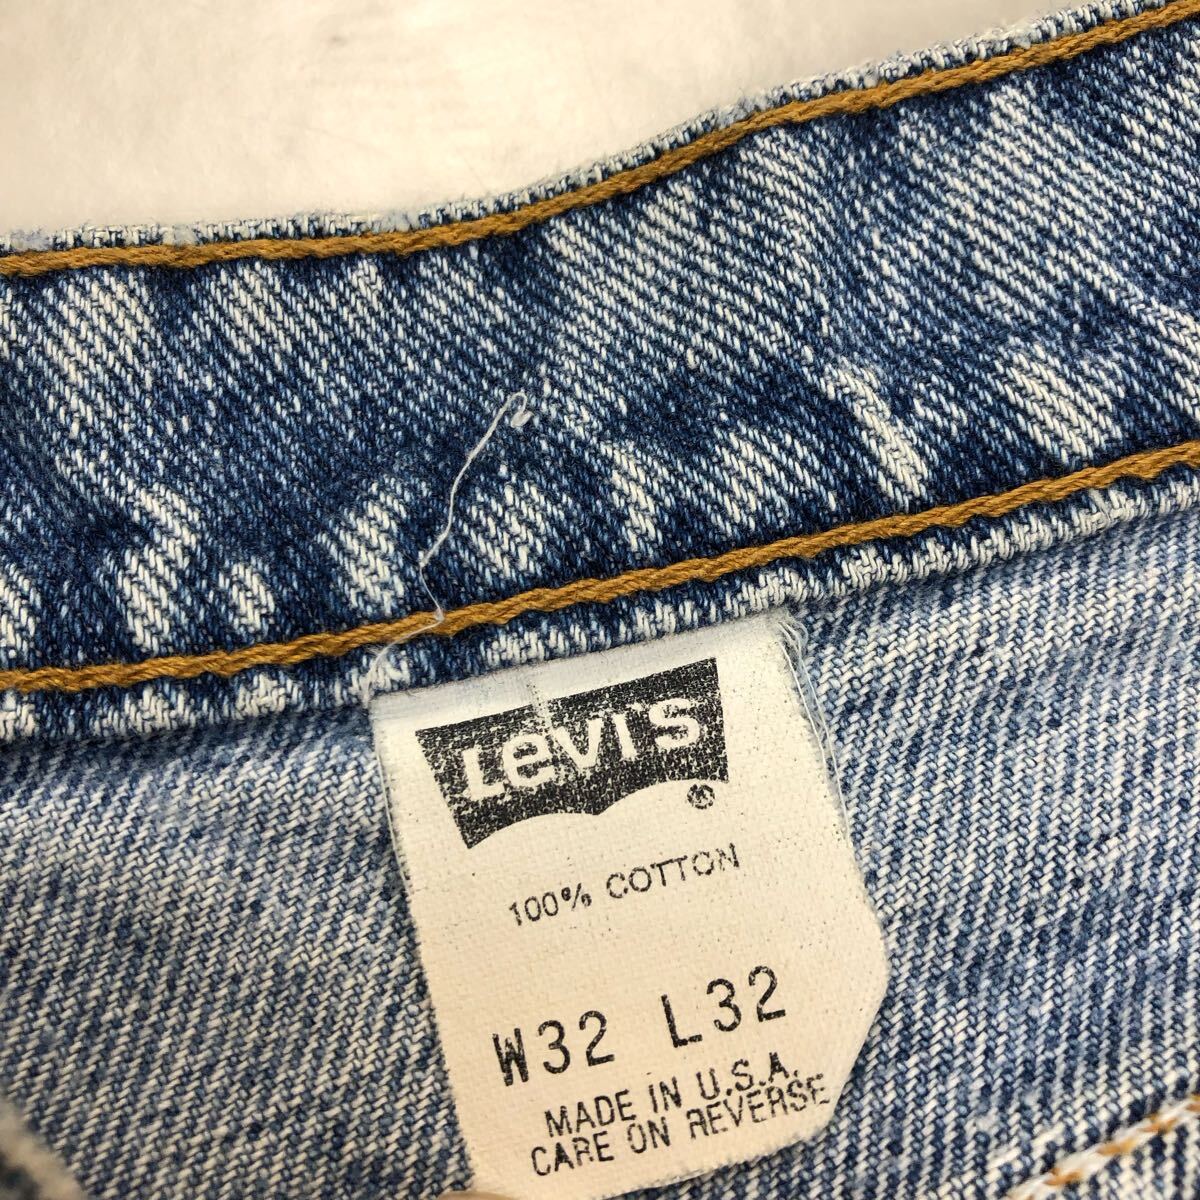 Levi's ®
100% COTTON
W32 L32
MADE IN U.S.A.
CARE ON REVERSE